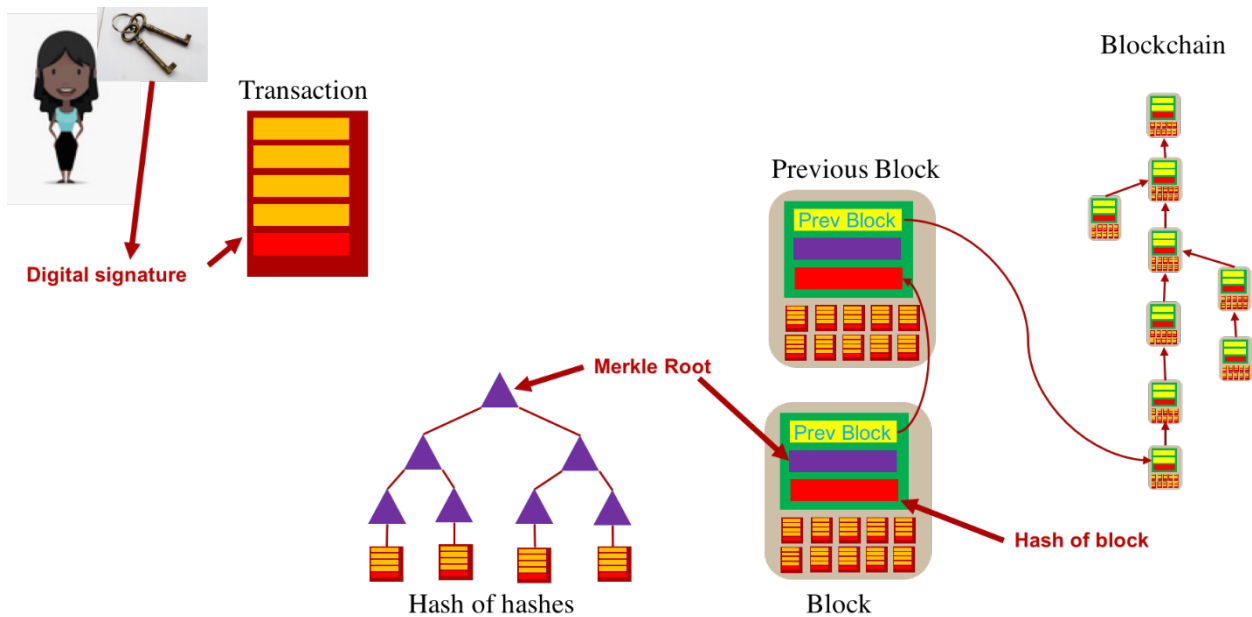 Blockchain
Transaction
Previous Block
Prev Block
Digital signature
Merkle Root
Prev Block
Hash of block
Hash of hashes
Block